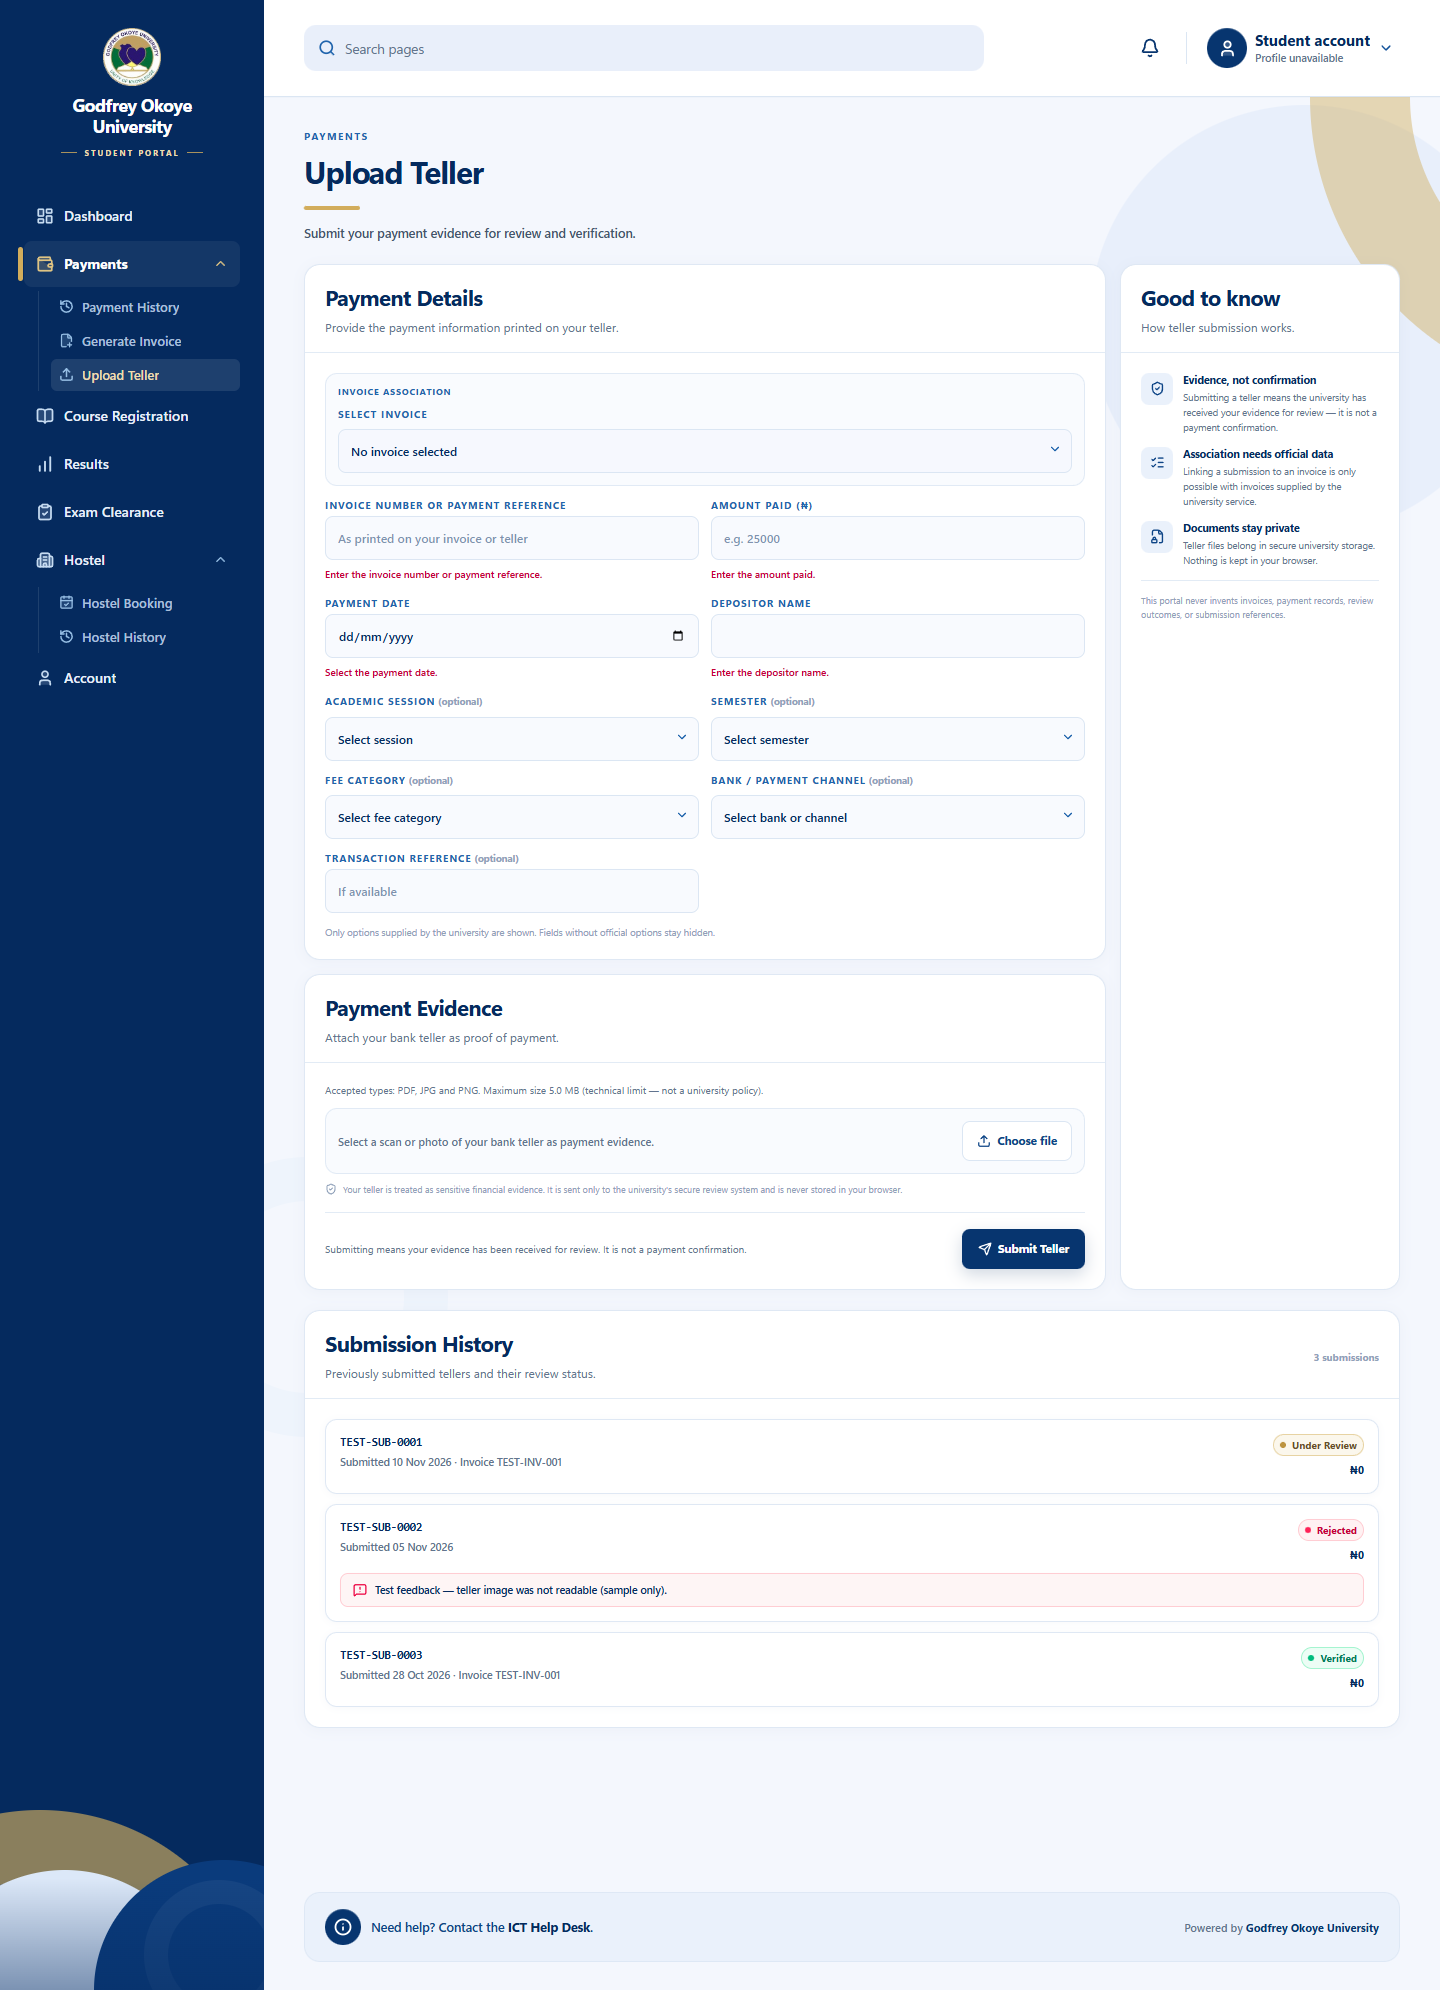 Godfrey Okoye
University
STUDENT PORTAL
Dashboard
Payments
Payment History
Generate Invoice
Upload Teller
Course Registration
Results
Exam Clearance
Hostel
Hostel Booking
Hostel History
Account
Search pages
Student account
Profile unavailable
PAYMENTS
Upload Teller
Submit your payment evidence for review and verification.
Payment Details
Provide the payment information printed on your teller.
INVOICE ASSOCIATION
SELECT INVOICE
No invoice selected
INVOICE NUMBER OR PAYMENT REFERENCE
As printed on your invoice or teller
Enter the invoice number or payment reference.
AMOUNT PAID (₦)
e.g. 25000
Enter the amount paid.
PAYMENT DATE
dd/mm/yyyy
Select the payment date.
DEPOSITOR NAME
Enter the depositor name.
ACADEMIC SESSION (optional)
Select session
SEMESTER (optional)
Select semester
FEE CATEGORY (optional)
Select fee category
BANK / PAYMENT CHANNEL (optional)
Select bank or channel
TRANSACTION REFERENCE (optional)
If available
Only options supplied by the university are shown. Fields without official options stay hidden.
Good to know
How teller submission works.
Evidence, not confirmation
Submitting a teller means the university has
received your evidence for review — it is not a
payment confirmation.
Association needs official data
Linking a submission to an invoice is only
possible with invoices supplied by the
university service.
Documents stay private
Teller files belong in secure university storage.
Nothing is kept in your browser.
This portal never invents invoices, payment records, review
outcomes, or submission references.
Payment Evidence
Attach your bank teller as proof of payment.
Accepted types: PDF, JPG and PNG. Maximum size 5.0 MB (technical limit — not a university policy).
Select a scan or photo of your bank teller as payment evidence.
Choose file
Your teller is treated as sensitive financial evidence. It is sent only to the university's secure review system and is never stored in your browser.
Submitting means your evidence has been received for review. It is not a payment confirmation.
Submit Teller
Submission History
Previously submitted tellers and their review status.
3 submissions
TEST-SUB-0001
Submitted 10 Nov 2026 · Invoice TEST-INV-001
Under Review
₦0
TEST-SUB-0002
Submitted 05 Nov 2026
Rejected
₦0
Test feedback — teller image was not readable (sample only).
TEST-SUB-0003
Submitted 28 Oct 2026 · Invoice TEST-INV-001
Verified
₦0
Need help? Contact the ICT Help Desk.
Powered by Godfrey Okoye University